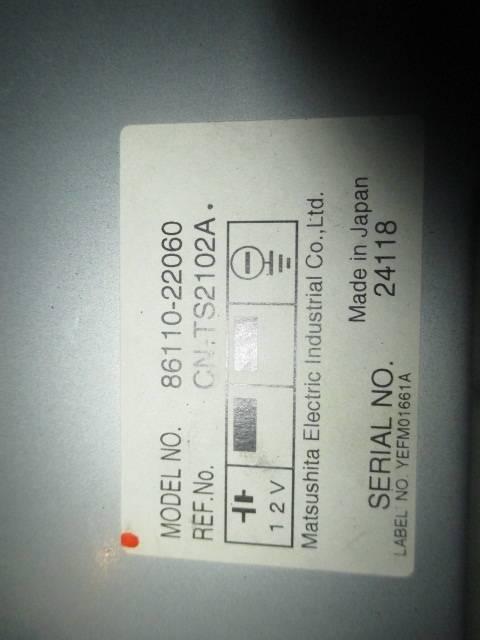 MODEL NO. 86110-22060
REF.No. CN-TS2102A.
12V
Matsushita Electric Industrial Co.,Ltd.
Made in Japan
SERIAL NO. 24118
LABEL NO. YEFM01661A